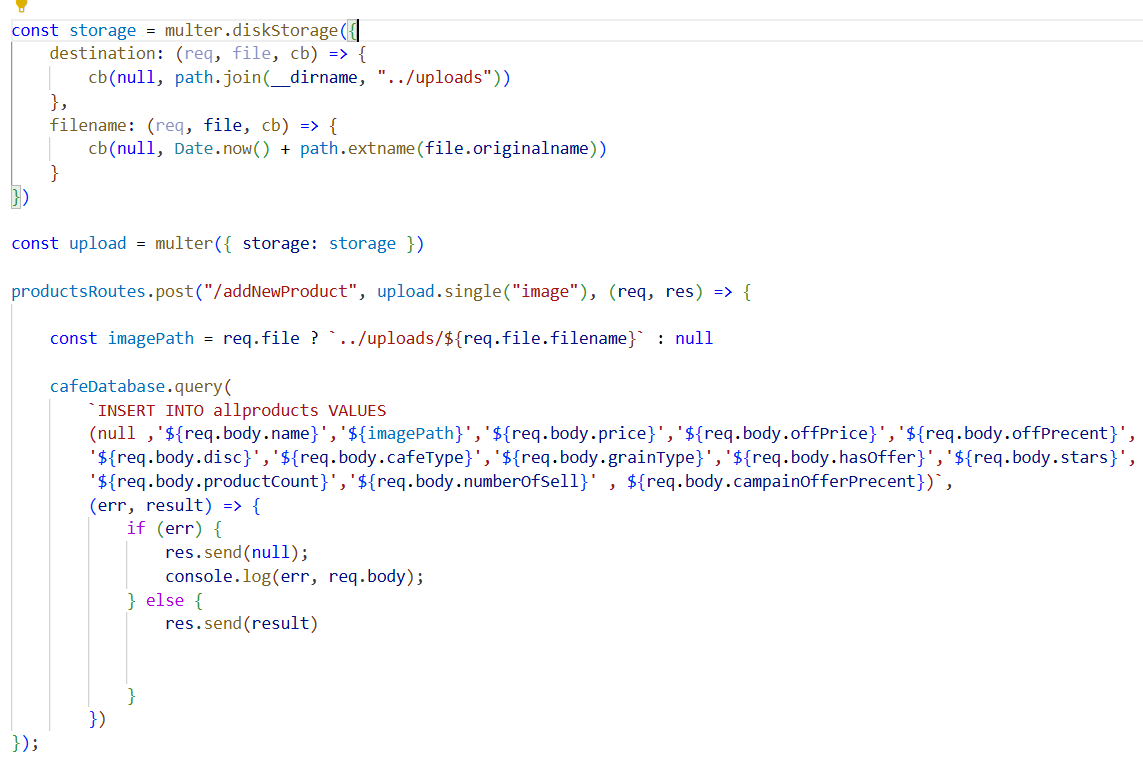 const storage = multer.diskStorage({
    destination: (req, file, cb) => {
        cb(null, path.join(__dirname, "../uploads"))
    },
    filename: (req, file, cb) => {
        cb(null, Date.now() + path.extname(file.originalname))
    }
})

const upload = multer({ storage: storage })

productsRoutes.post("/addNewProduct", upload.single("image"), (req, res) => {

    const imagePath = req.file ? `../uploads/${req.file.filename}` : null

    cafeDatabase.query(
        `INSERT INTO allproducts VALUES
        (null ,'${req.body.name}','${imagePath}','${req.body.price}','${req.body.offPrice}','${req.body.offPrecent}',
        '${req.body.disc}','${req.body.cafeType}','${req.body.grainType}','${req.body.hasOffer}','${req.body.stars}',
        '${req.body.productCount}','${req.body.numberOfSell}' , ${req.body.campainOfferPrecent})`,
        (err, result) => {
            if (err) {
                res.send(null);
                console.log(err, req.body);
            } else {
                res.send(result)


            }
        })
});